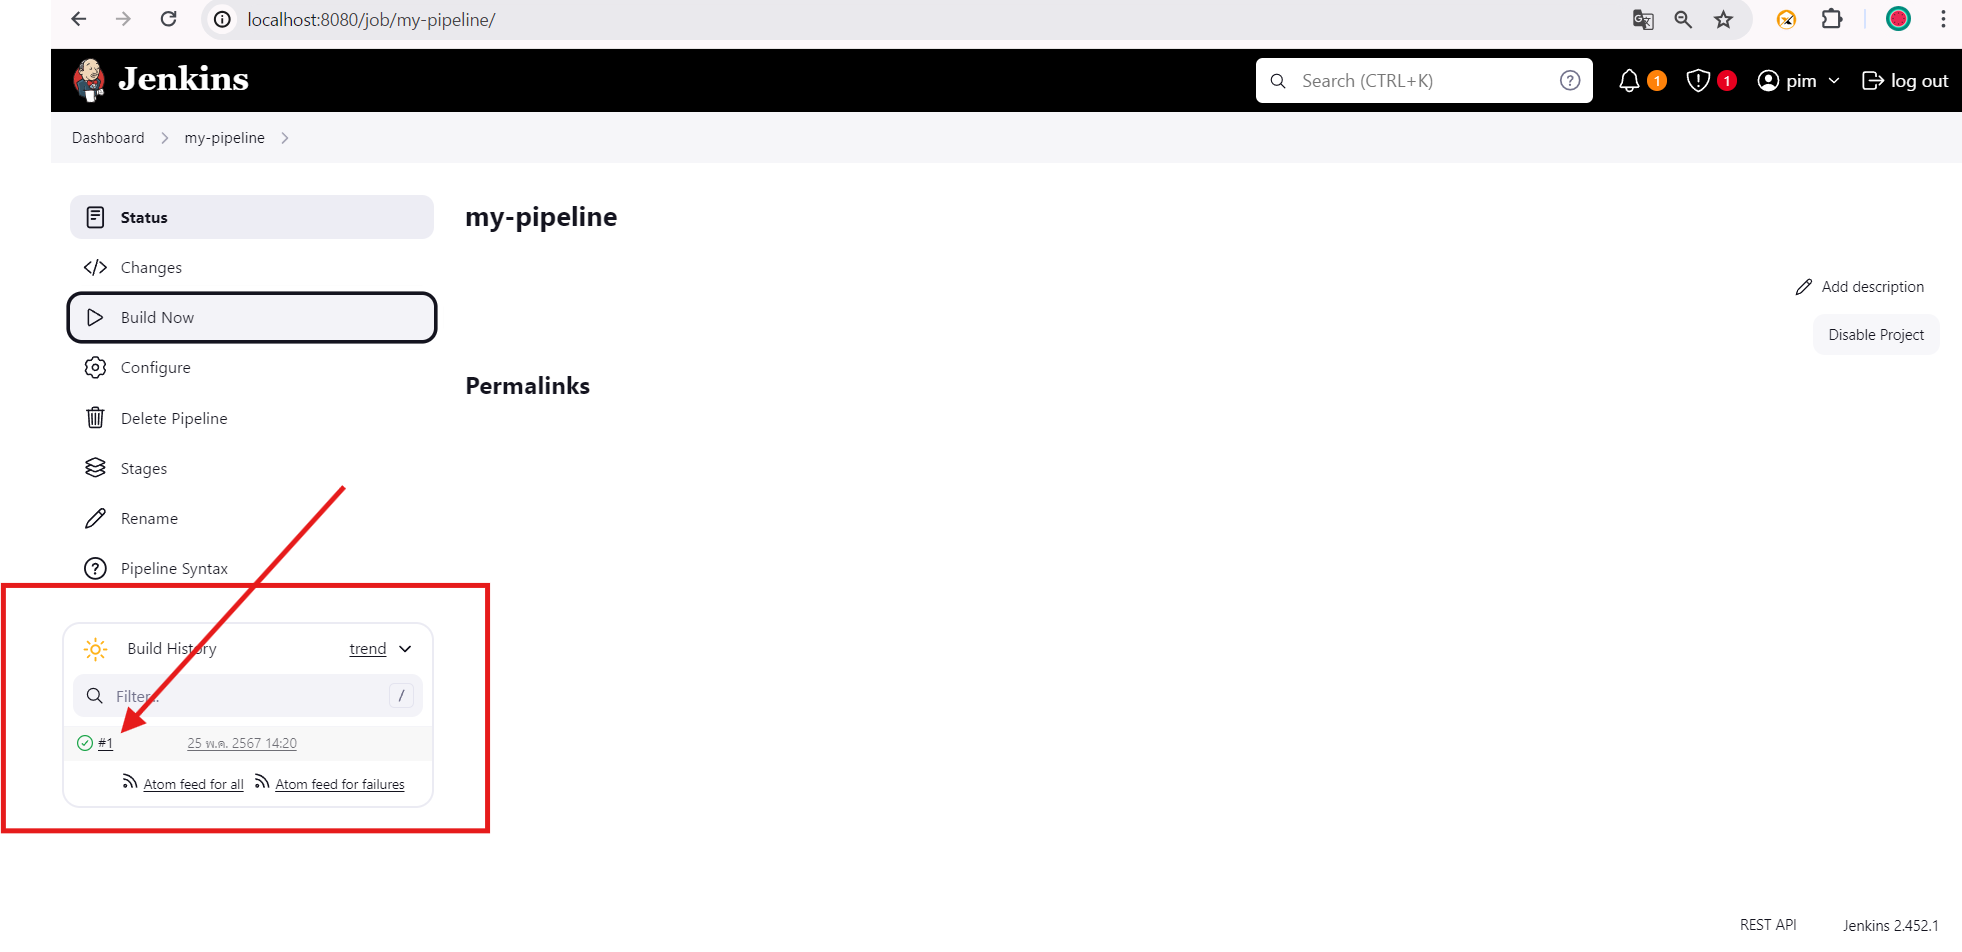 localhost:8080/job/my-pipeline/
Jenkins
Search (CTRL+K)
?
1
1
pim
log out
Dashboard
my-pipeline
Status
my-pipeline
Changes
Add description
Build Now
Disable Project
Configure
Permalinks
Delete Pipeline
Stages
Rename
Pipeline Syntax
Build History
trend
Filter...
/
#1
25 พ.ค. 2567 14:20
Atom feed for all
Atom feed for failures
REST API
Jenkins 2.452.1